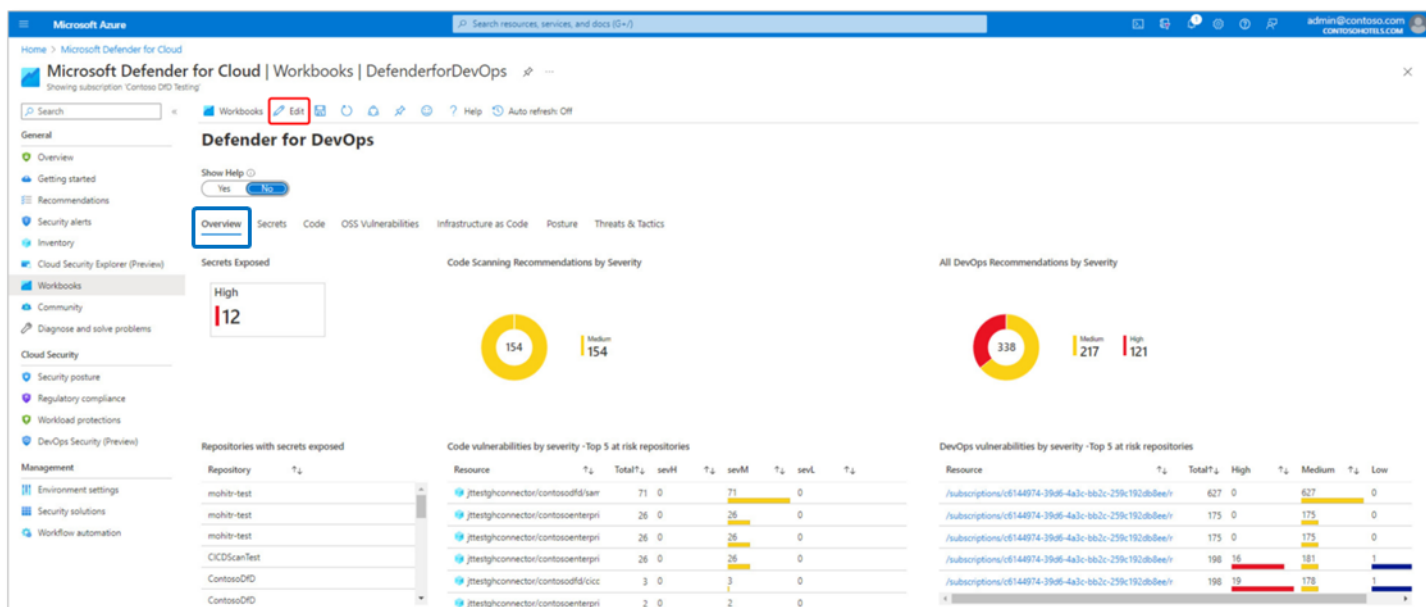 Microsoft Azure
Search resources, services, and docs (G+/)
1
admin@contoso.com
CONTOSOHOTELS.COM
Home > Microsoft Defender for Cloud
Microsoft Defender for Cloud | Workbooks | DefenderforDevOps
Showing subscription 'Contoso DfD Testing'
Search
«
Workbooks
Edit
? Help
Auto refresh: Off
General
Overview
Getting started
Recommendations
Security alerts
Inventory
Cloud Security Explorer (Preview)
Workbooks
Community
Diagnose and solve problems
Cloud Security
Security posture
Regulatory compliance
Workload protections
DevOps Security (Preview)
Management
Environment settings
Security solutions
Workflow automation
Defender for DevOps
Show Help
Yes No
Overview Secrets Code OSS Vulnerabilities Infrastructure as Code Posture Threats & Tactics
Secrets Exposed
High
12
Code Scanning Recommendations by Severity
154
Medium
154
All DevOps Recommendations by Severity
338
Medium
217
High
121
Repositories with secrets exposed
Repository ↑↓
mohitr-test
mohitr-test
mohitr-test
CICDScanTest
ContosoDfD
ContosoDfD
Code vulnerabilities by severity -Top 5 at risk repositories
Resource ↑↓ Total↑↓ sevH ↑↓ sevM ↑↓ sevL ↑↓
jttestghconnector/contosodfd/sam 71 0 71 0
jttestghconnector/contosoenterpri 26 0 26 0
jttestghconnector/contosoenterpri 26 0 26 0
jttestghconnector/contosoenterpri 26 0 26 0
jttestghconnector/contosodfd/cicc 3 0 3 0
jttestghconnector/contosoenterpri 2 0 2 0
DevOps vulnerabilities by severity -Top 5 at risk repositories
Resource ↑↓ Total↑↓ High ↑↓ Medium ↑↓ Low
/subscriptions/c6144974-39d6-4a3c-bb2c-259c192db8ee/r 627 0 627 0
/subscriptions/c6144974-39d6-4a3c-bb2c-259c192db8ee/r 175 0 175 0
/subscriptions/c6144974-39d6-4a3c-bb2c-259c192db8ee/r 175 0 175 0
/subscriptions/c6144974-39d6-4a3c-bb2c-259c192db8ee/r 198 16 181 1
/subscriptions/c6144974-39d6-4a3c-bb2c-259c192db8ee/r 198 19 178 1